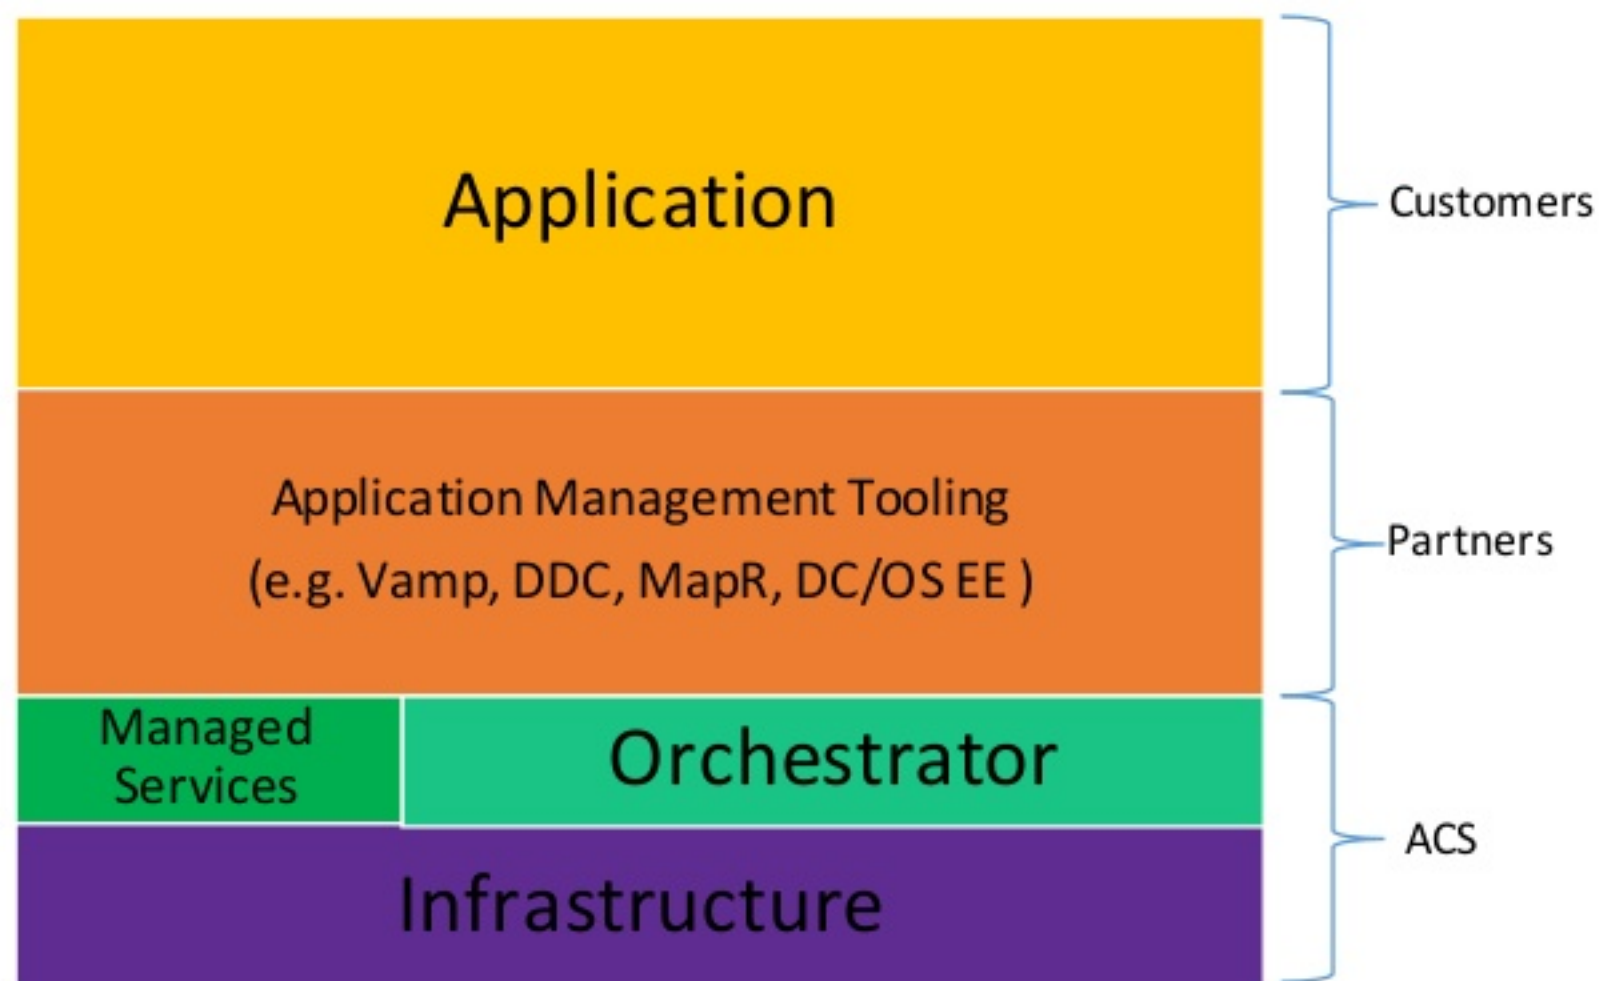 Application
Customers
Application Management Tooling
(e.g. Vamp, DDC, MapR, DC/OS EE )
Partners
Managed
Services
Orchestrator
ACS
Infrastructure